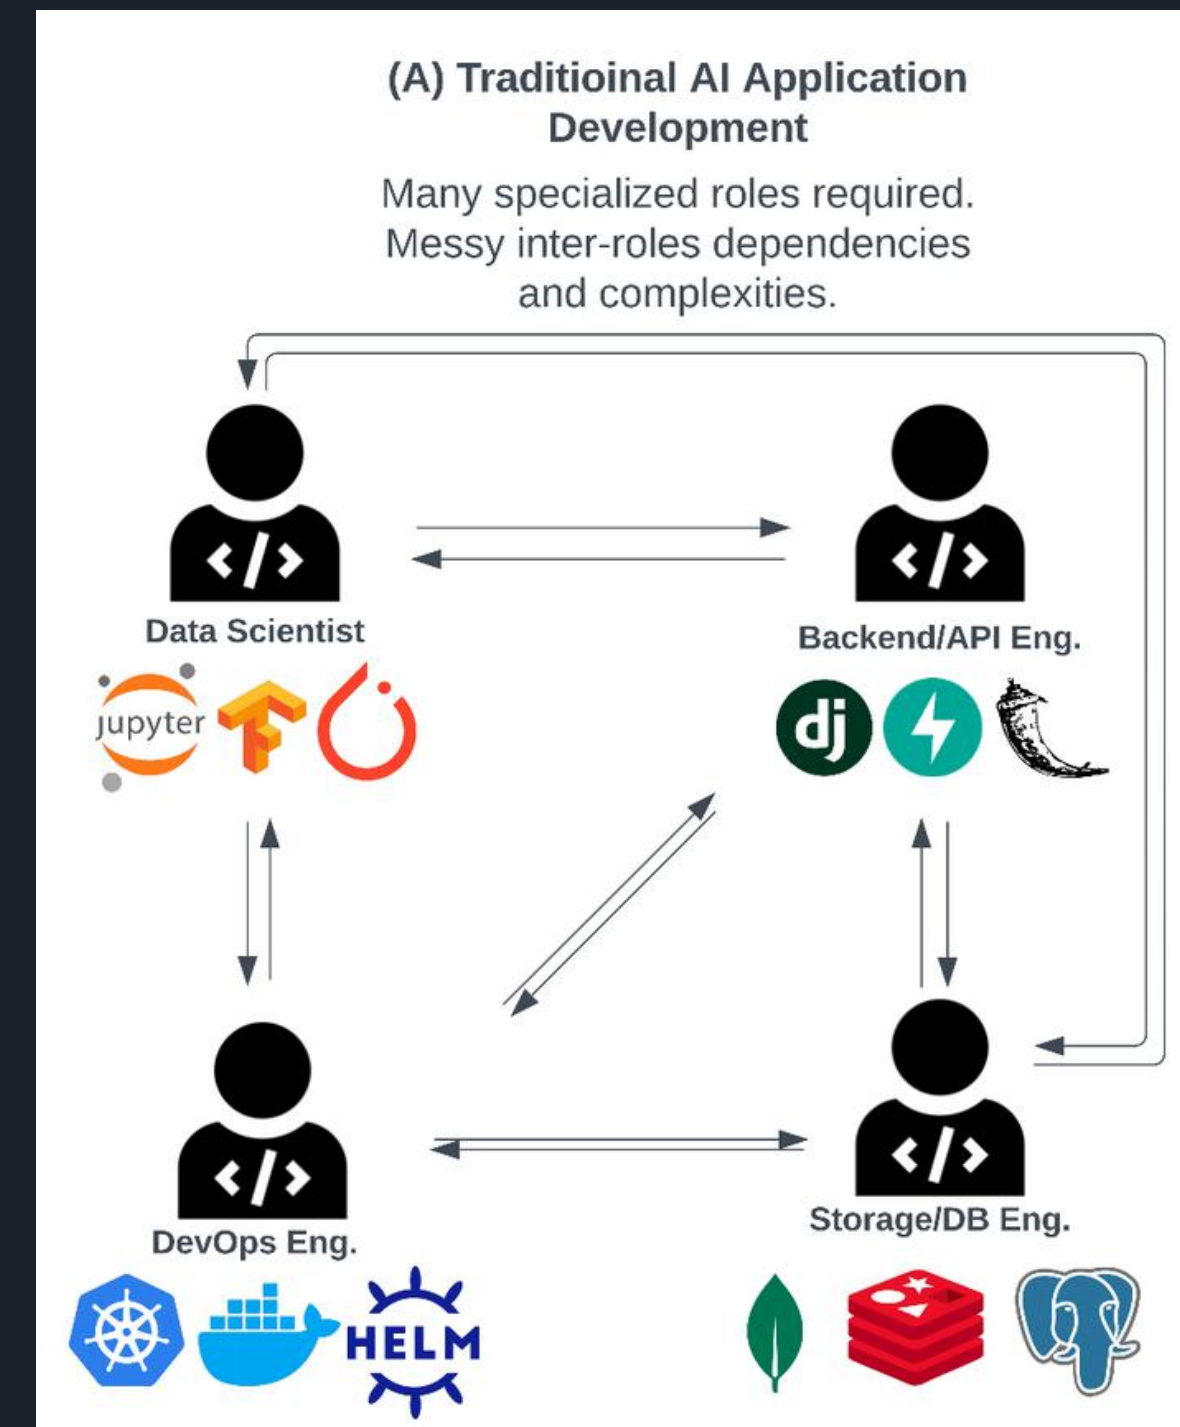 (A) Traditioinal AI Application
Development
Many specialized roles required.
Messy inter-roles dependencies
and complexities.
</>
</>
Data Scientist
Backend/API Eng.
jupyter
dj
</>
</>
DevOps Eng.
Storage/DB Eng.
HELM